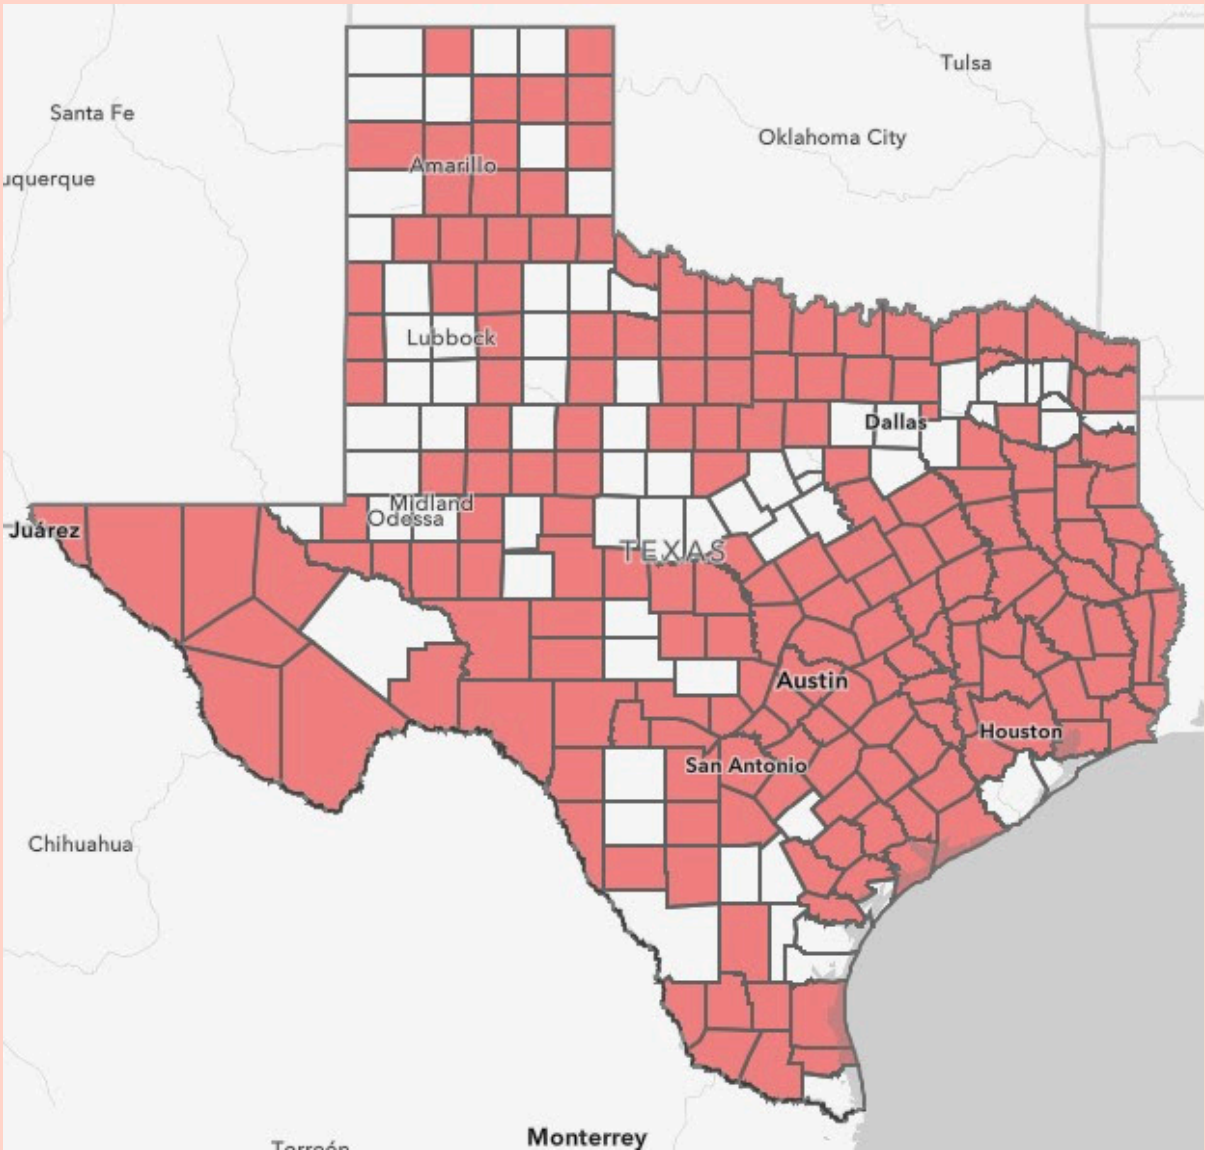 Tulsa
Santa Fe
Oklahoma City
Amarillo
uquerque
Lubbock
Dallas
Midland
Odessa
Juárez
TEXAS
Austin
Houston
San Antonio
Chihuahua
Monterrey
Torreón